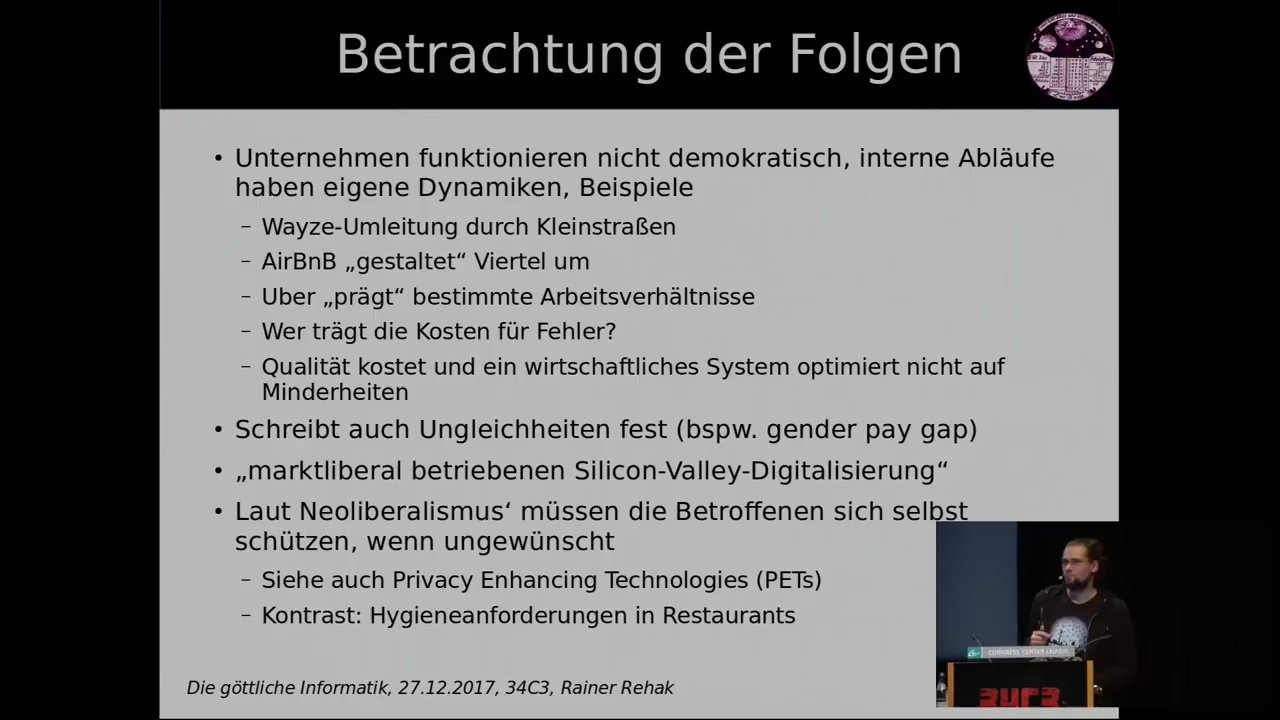 Betrachtung der Folgen
• Unternehmen funktionieren nicht demokratisch, interne Abläufe
haben eigene Dynamiken, Beispiele
– Wayze-Umleitung durch Kleinstraßen
– AirBnB „gestaltet“ Viertel um
– Uber „prägt“ bestimmte Arbeitsverhältnisse
– Wer trägt die Kosten für Fehler?
– Qualität kostet und ein wirtschaftliches System optimiert nicht auf
Minderheiten
• Schreibt auch Ungleichheiten fest (bspw. gender pay gap)
• „marktliberal betriebenen Silicon-Valley-Digitalisierung“
• Laut Neoliberalismus‘ müssen die Betroffenen sich selbst
schützen, wenn ungewünscht
– Siehe auch Privacy Enhancing Technologies (PETs)
– Kontrast: Hygieneanforderungen in Restaurants
CONGRESS CENTER LEIPZIG
34C3
Die göttliche Informatik, 27.12.2017, 34C3, Rainer Rehak